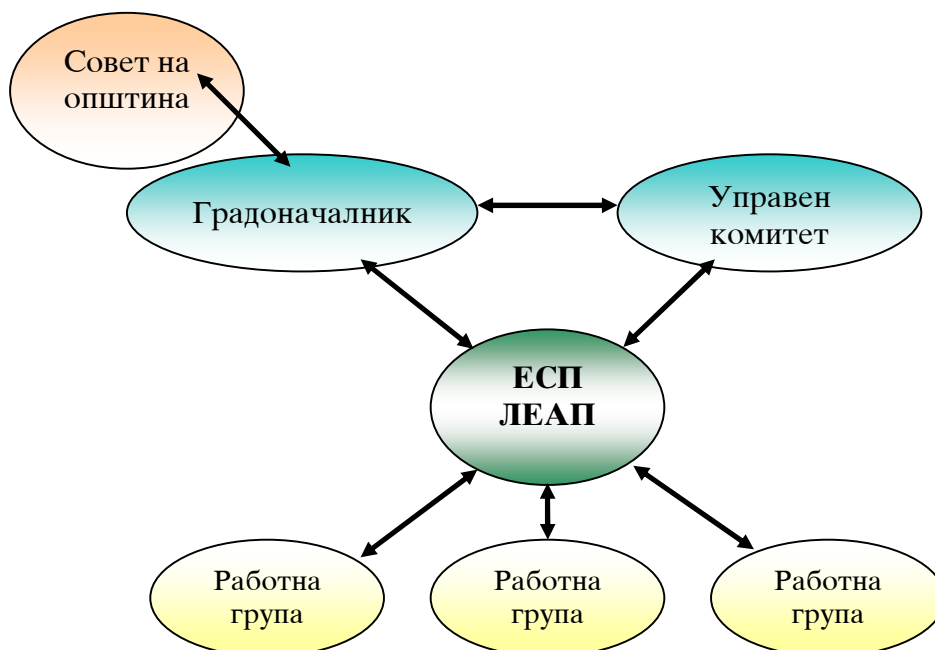 Совет на
општина
Градоначалник
Управен
комитет
ЕСП
ЛЕАП
Работна
група
Работна
група
Работна
група